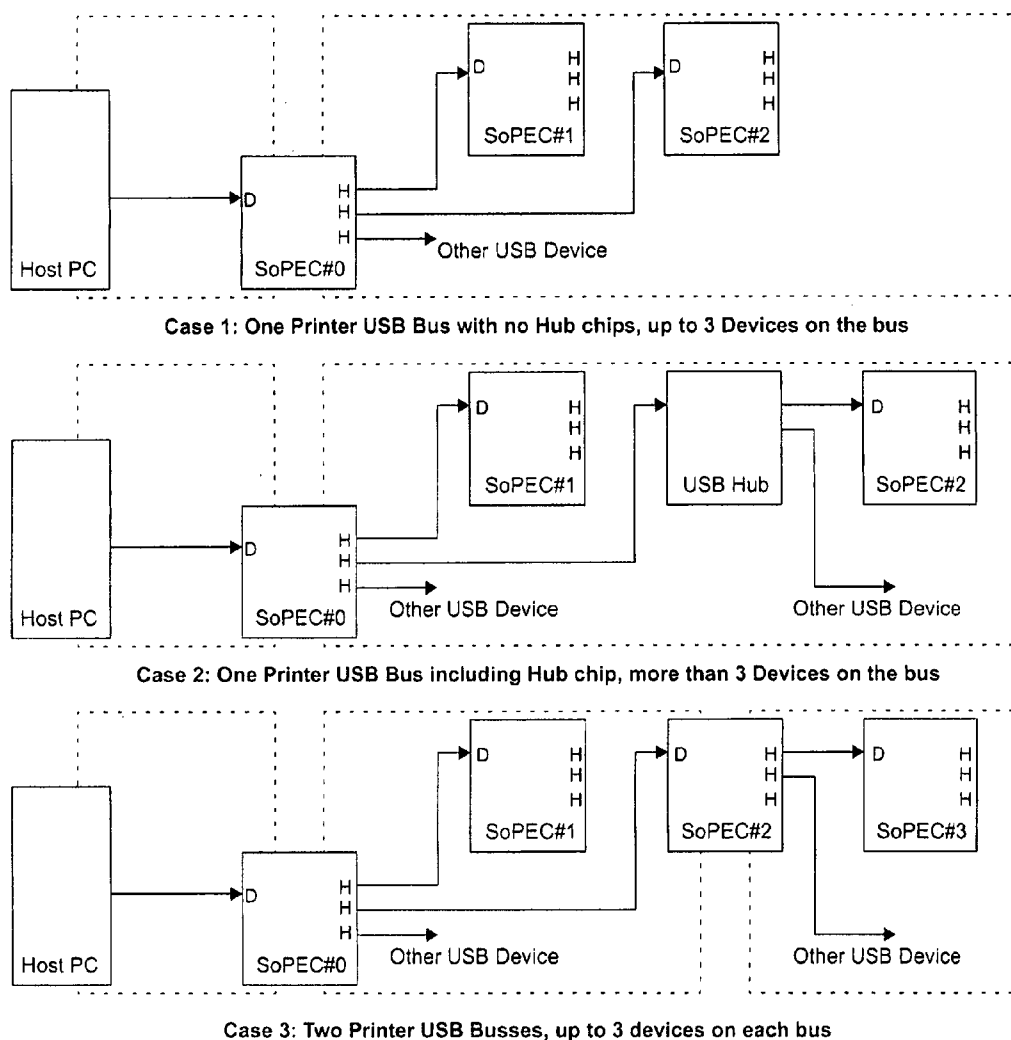 D
H
H
H
SoPEC#1
D
H
H
H
SoPEC#2
Host PC
D
H
H
H
SoPEC#0
Other USB Device
Case 1: One Printer USB Bus with no Hub chips, up to 3 Devices on the bus
D
H
H
H
SoPEC#1
USB Hub
D
H
H
H
SoPEC#2
Host PC
D
H
H
H
SoPEC#0
Other USB Device
Other USB Device
Case 2: One Printer USB Bus including Hub chip, more than 3 Devices on the bus
D
H
H
H
SoPEC#1
D
H
H
H
SoPEC#2
D
H
H
H
SoPEC#3
Host PC
D
H
H
H
SoPEC#0
Other USB Device
Other USB Device
Case 3: Two Printer USB Busses, up to 3 devices on each bus